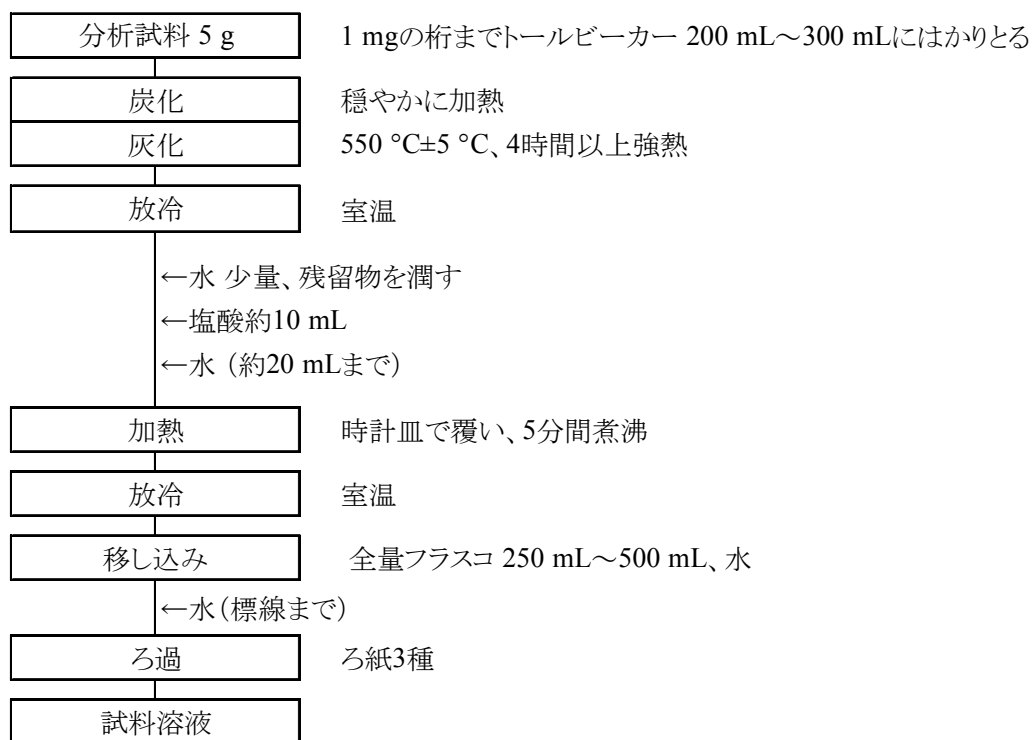 分析試料 5 g 1 mgの桁までトールビーカー 200 mL～300 mLにはかりとる
炭化 穏やかに加熱
灰化 550 °C±5 °C、4時間以上強熱
放冷 室温
←水 少量、残留物を潤す
←塩酸約10 mL
←水（約20 mLまで）
加熱 時計皿で覆い、5分間煮沸
放冷 室温
移し込み 全量フラスコ 250 mL～500 mL、水
←水（標線まで）
ろ過 ろ紙3種
試料溶液